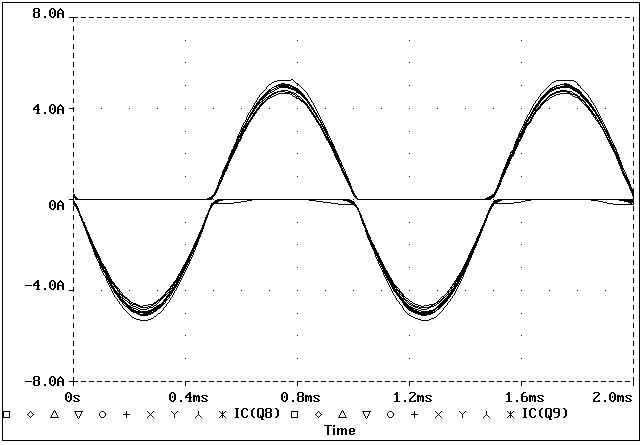 8.0A
4.0A
0A
-4.0A
-8.0A
0s 0.4ms 0.8ms 1.2ms 1.6ms 2.0ms
IC(Q8) IC(Q9)
Time